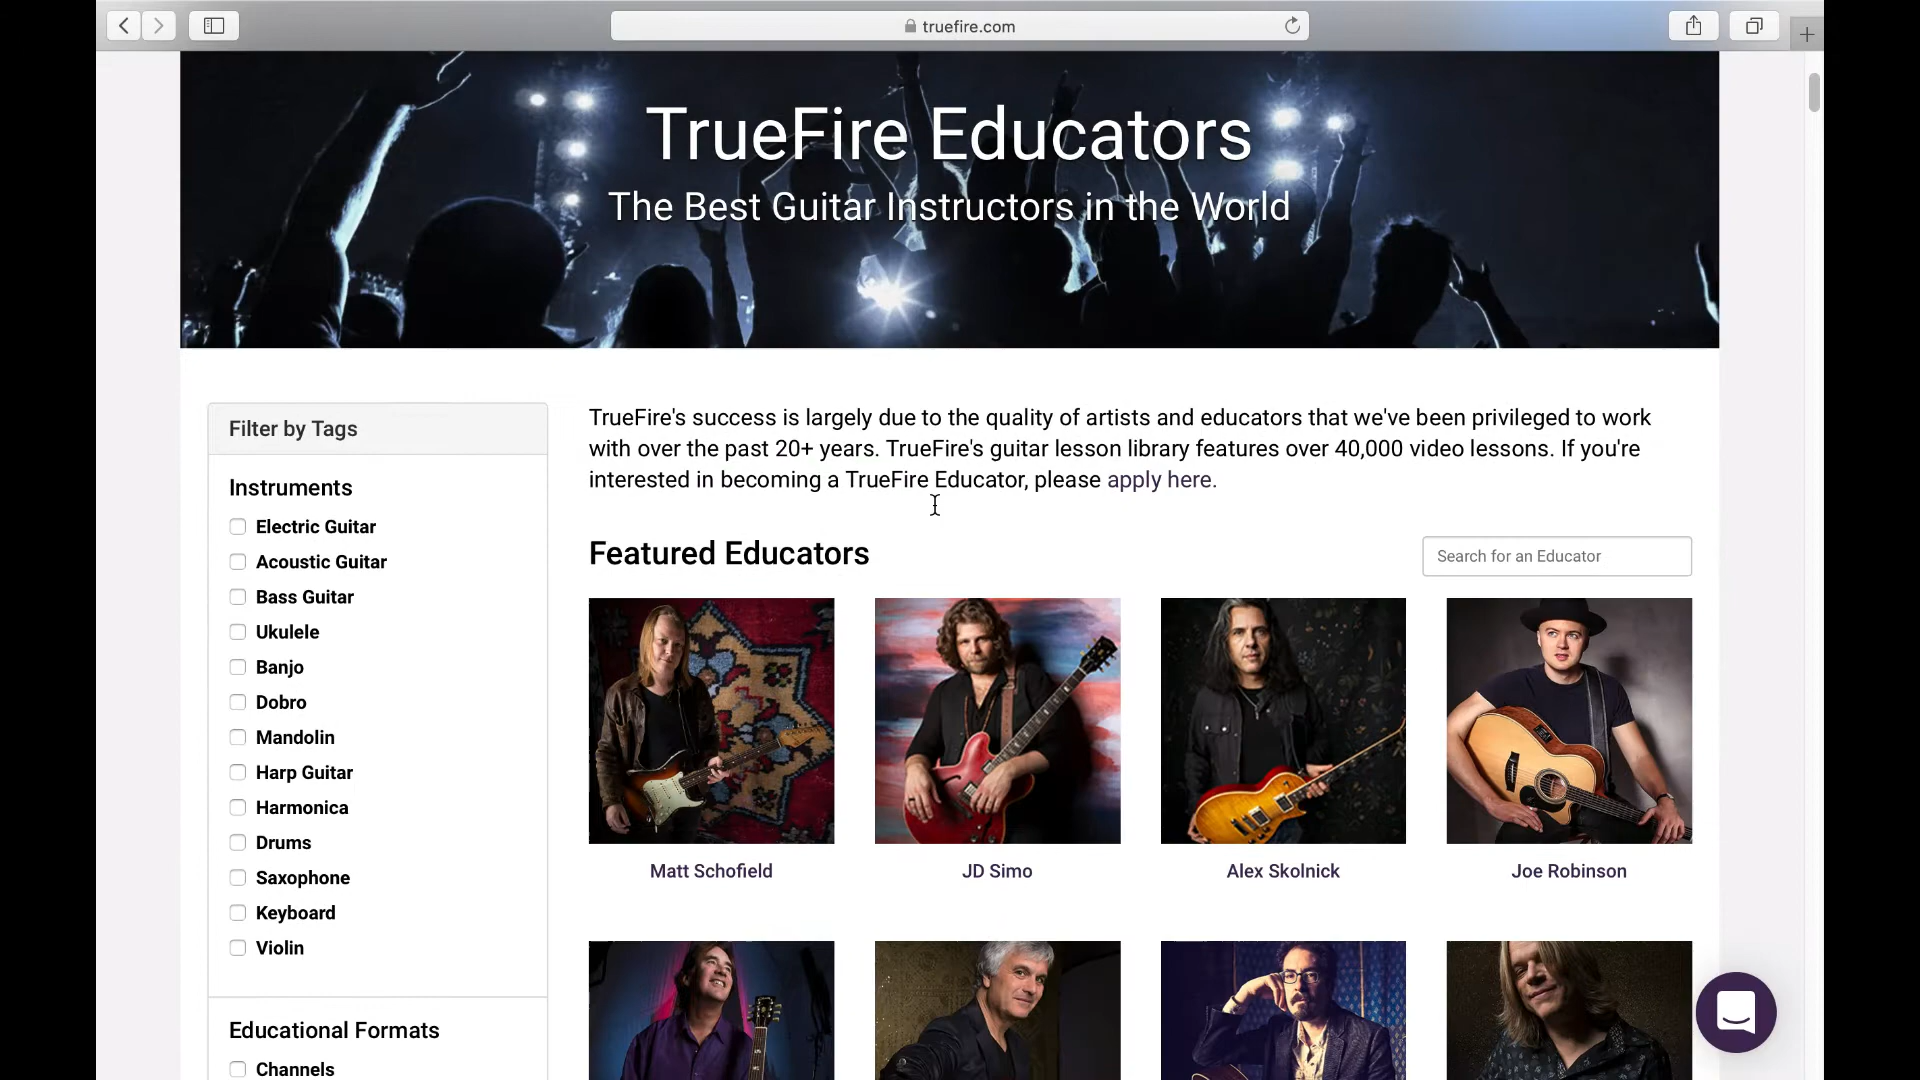 truefire.com
TrueFire Educators
The Best Guitar Instructors in the World
Filter by Tags
Instruments
Electric Guitar
Acoustic Guitar
Bass Guitar
Ukulele
Banjo
Dobro
Mandolin
Harp Guitar
Harmonica
Drums
Saxophone
Keyboard
Violin
Educational Formats
Channels
TrueFire's success is largely due to the quality of artists and educators that we've been privileged to work
with over the past 20+ years. TrueFire's guitar lesson library features over 40,000 video lessons. If you're
interested in becoming a TrueFire Educator, please apply here.
Featured Educators
Search for an Educator
Matt Schofield
JD Simo
Alex Skolnick
Joe Robinson